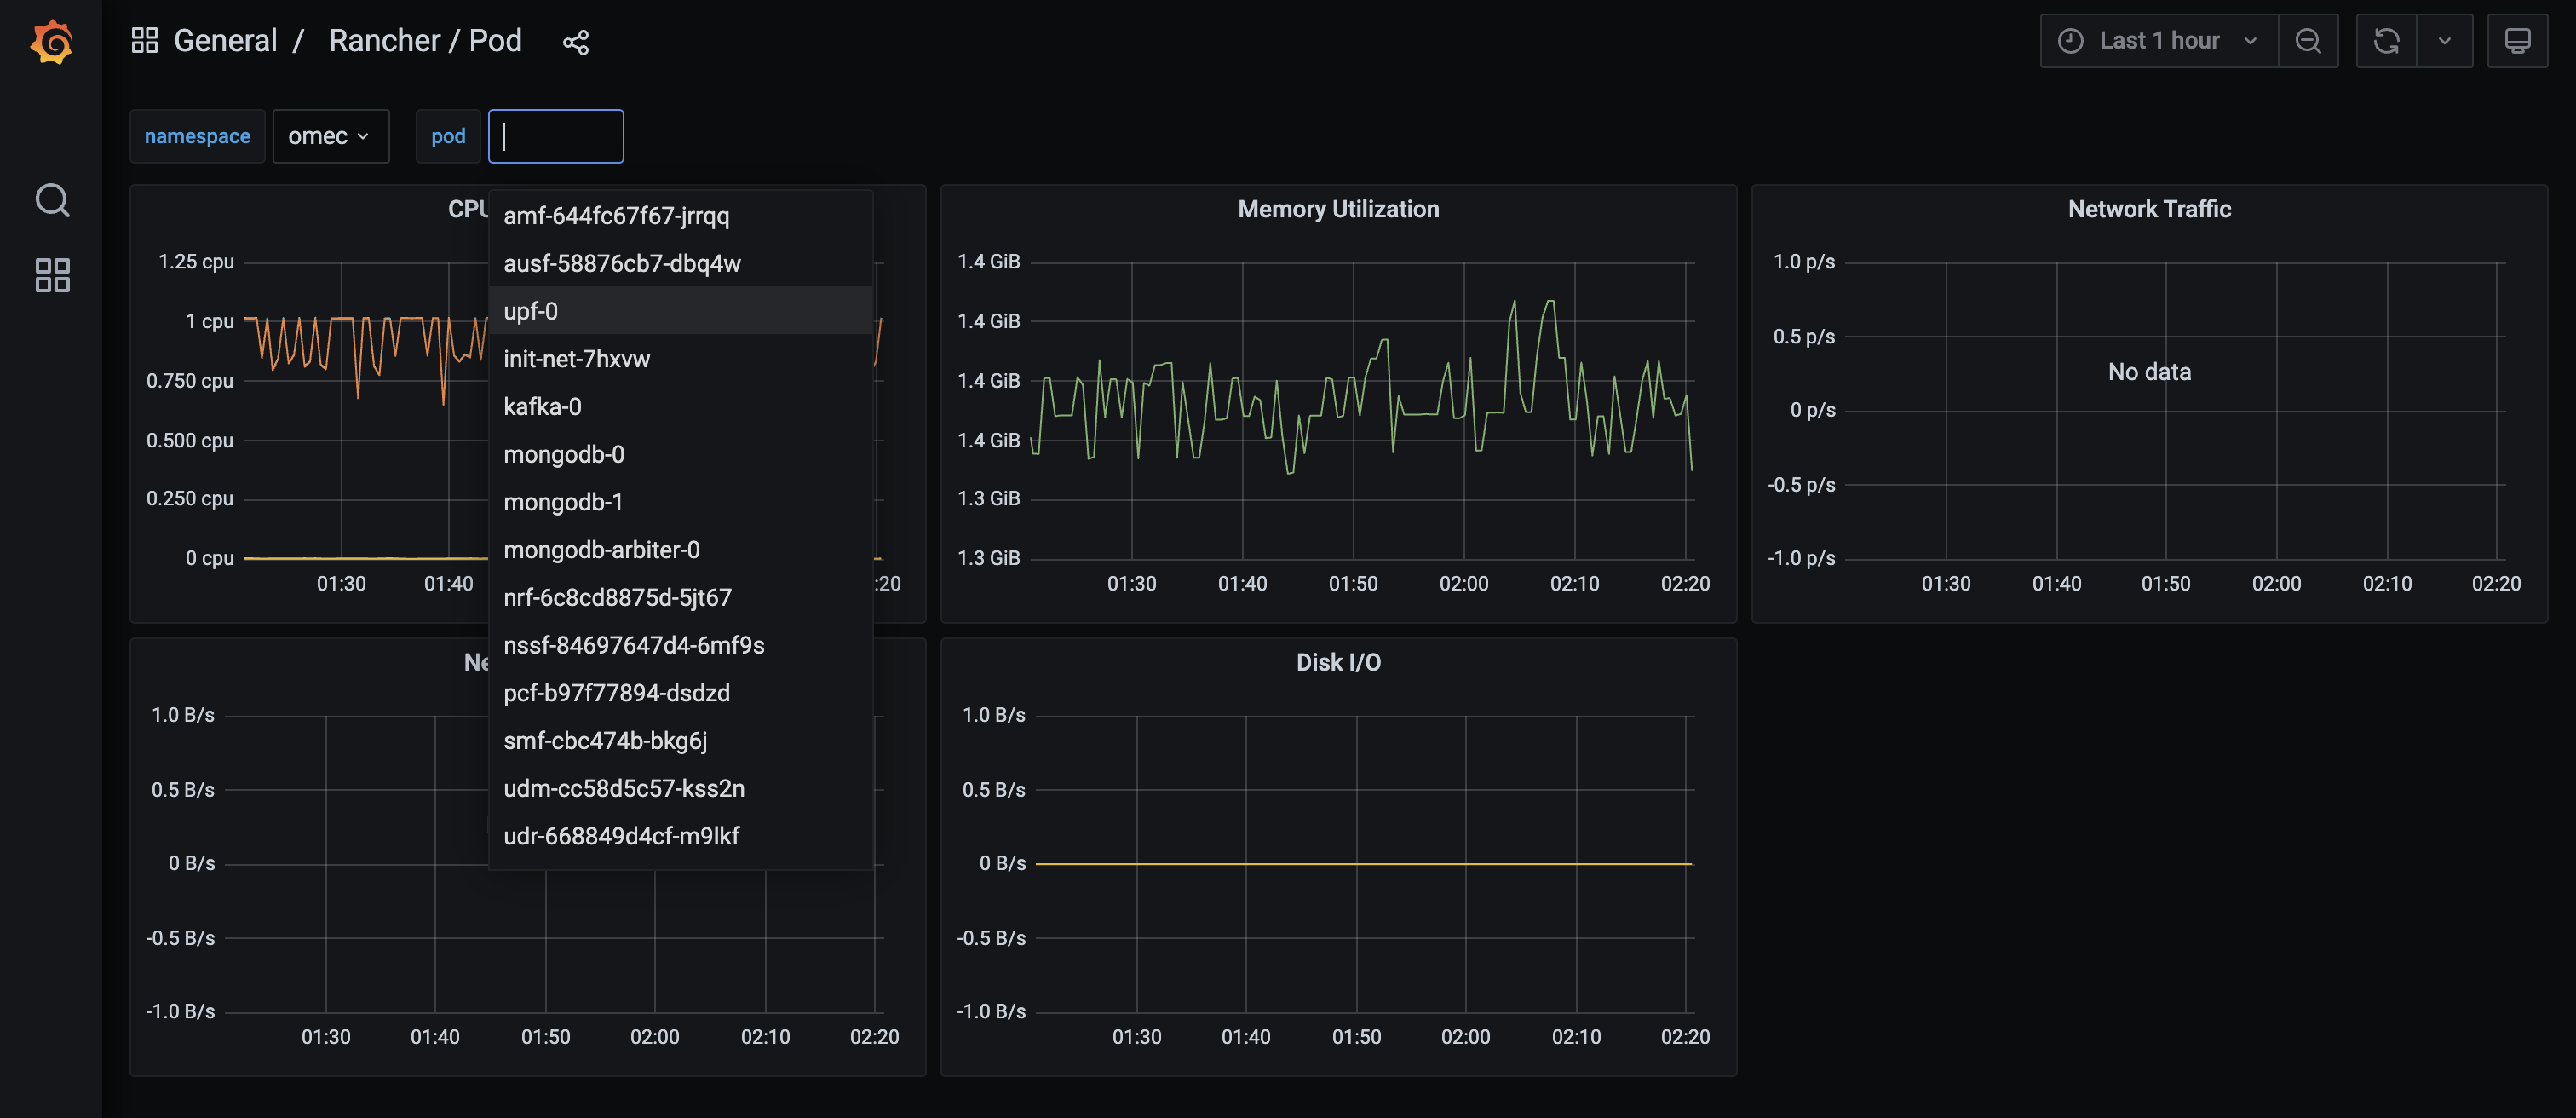 General / Rancher / Pod
Last 1 hour
namespace
omec
pod
amf-644fc67f67-jrrqq
ausf-58876cb7-dbq4w
upf-0
init-net-7hxvw
kafka-0
mongodb-0
mongodb-1
mongodb-arbiter-0
nrf-6c8cd8875d-5jt67
nssf-84697647d4-6mf9s
pcf-b97f77894-dsdzd
smf-cbc474b-bkg6j
udm-cc58d5c57-kss2n
udr-668849d4cf-m9lkf
CPU
1.25 cpu
1 cpu
0.750 cpu
0.500 cpu
0.250 cpu
0 cpu
01:30 01:40 :20
Memory Utilization
1.4 GiB
1.4 GiB
1.4 GiB
1.4 GiB
1.3 GiB
1.3 GiB
01:30 01:40 01:50 02:00 02:10 02:20
Network Traffic
1.0 p/s
0.5 p/s
No data
0 p/s
-0.5 p/s
-1.0 p/s
01:30 01:40 01:50 02:00 02:10 02:20
Ne
1.0 B/s
0.5 B/s
0 B/s
-0.5 B/s
-1.0 B/s
01:30 01:40 01:50 02:00 02:10 02:20
Disk I/O
1.0 B/s
0.5 B/s
0 B/s
-0.5 B/s
-1.0 B/s
01:30 01:40 01:50 02:00 02:10 02:20